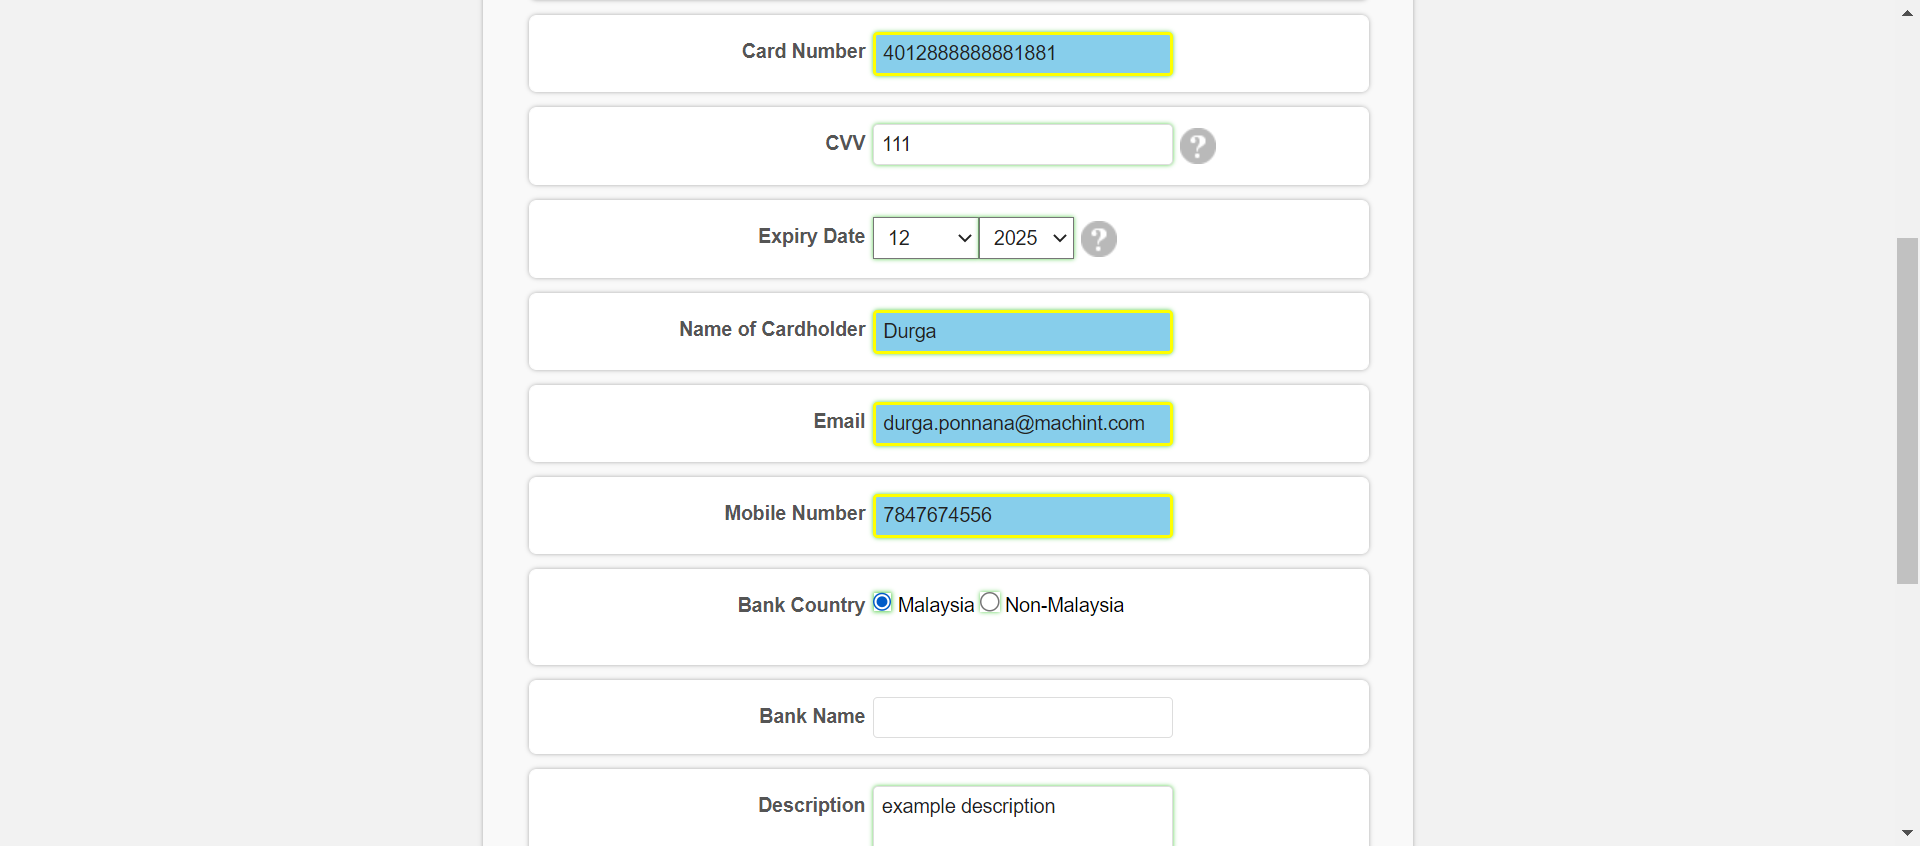 Card Number 4012888888881881
CVV 111 ?
Expiry Date 12 2025 ?
Name of Cardholder Durga
Email durga.ponnana@machint.com
Mobile Number 7847674556
Bank Country Malaysia Non-Malaysia
Bank Name
Description example description